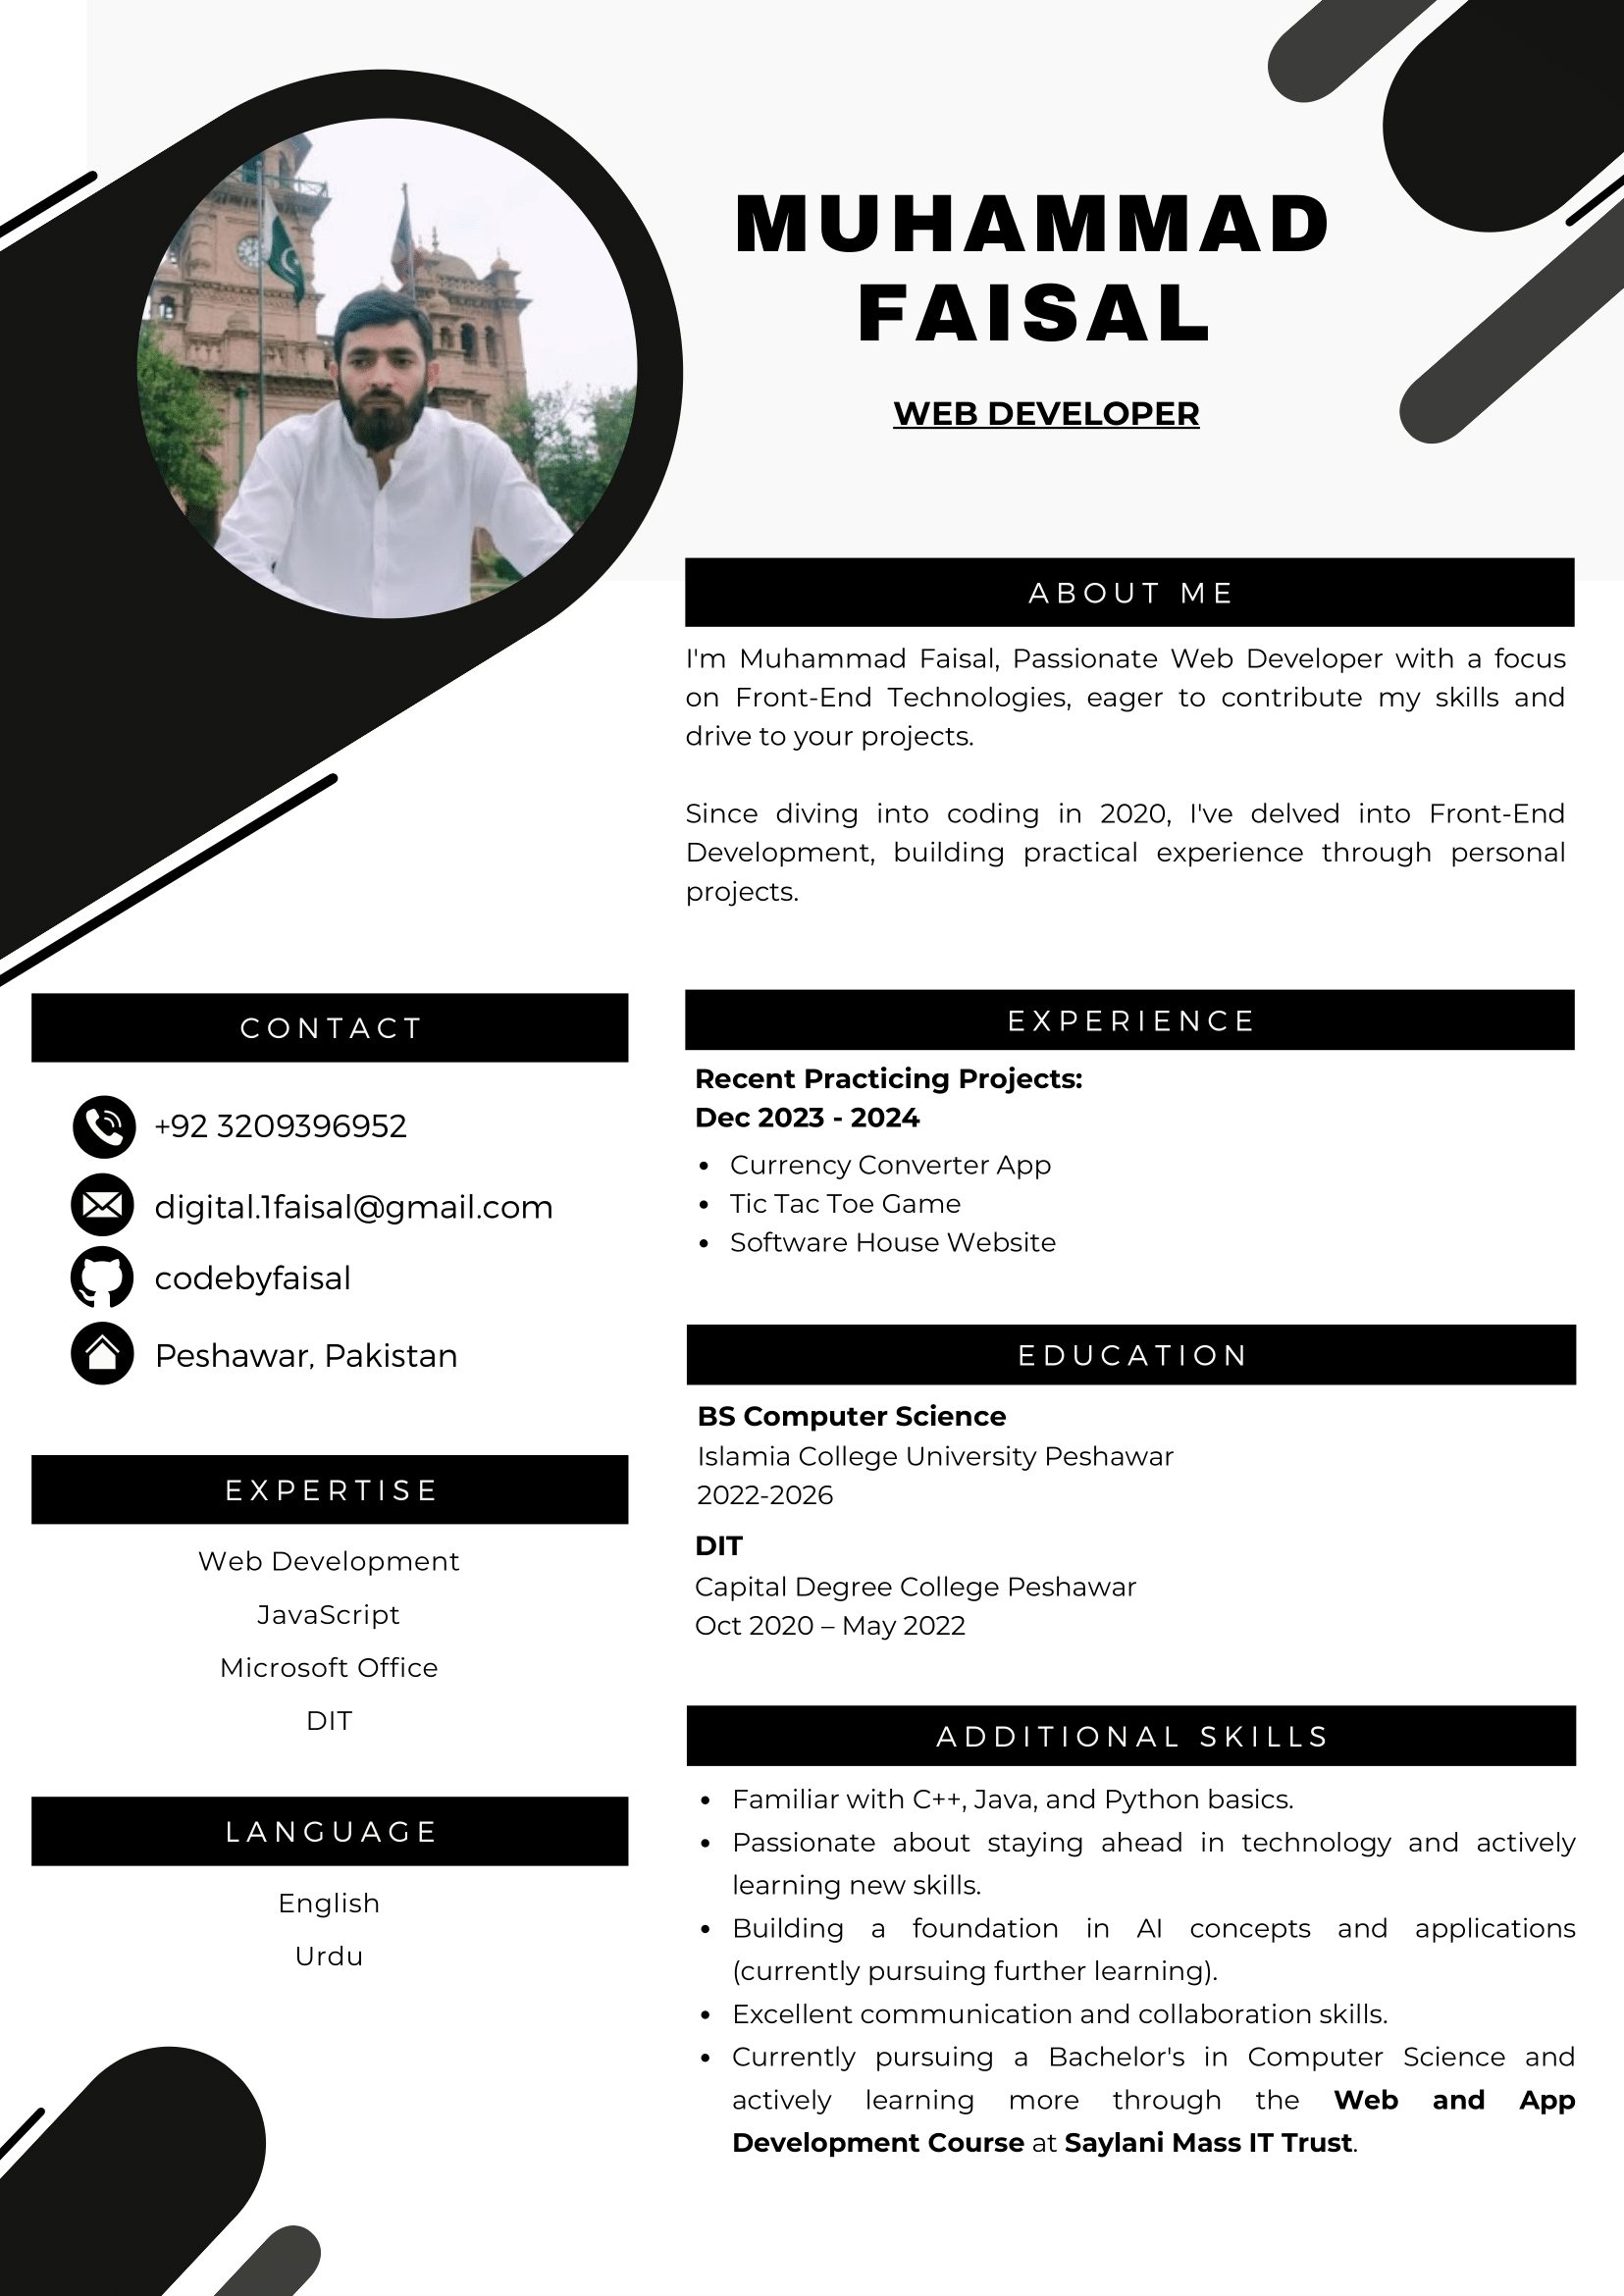 MUHAMMAD
FAISAL
WEB DEVELOPER
ABOUT ME
I'm Muhammad Faisal, Passionate Web Developer with a focus
on Front-End Technologies, eager to contribute my skills and
drive to your projects.
Since diving into coding in 2020, I've delved into Front-End
Development, building practical experience through personal
projects.
CONTACT
+92 3209396952
digital.1faisal@gmail.com
codebyfaisal
Peshawar, Pakistan
EXPERTISE
Web Development
JavaScript
Microsoft Office
DIT
LANGUAGE
English
Urdu
EXPERIENCE
Recent Practicing Projects:
Dec 2023 - 2024
• Currency Converter App
• Tic Tac Toe Game
• Software House Website
EDUCATION
BS Computer Science
Islamia College University Peshawar
2022-2026
DIT
Capital Degree College Peshawar
Oct 2020 – May 2022
ADDITIONAL SKILLS
• Familiar with C++, Java, and Python basics.
• Passionate about staying ahead in technology and actively
learning new skills.
• Building a foundation in AI concepts and applications
(currently pursuing further learning).
• Excellent communication and collaboration skills.
• Currently pursuing a Bachelor's in Computer Science and
actively learning more through the Web and App
Development Course at Saylani Mass IT Trust.